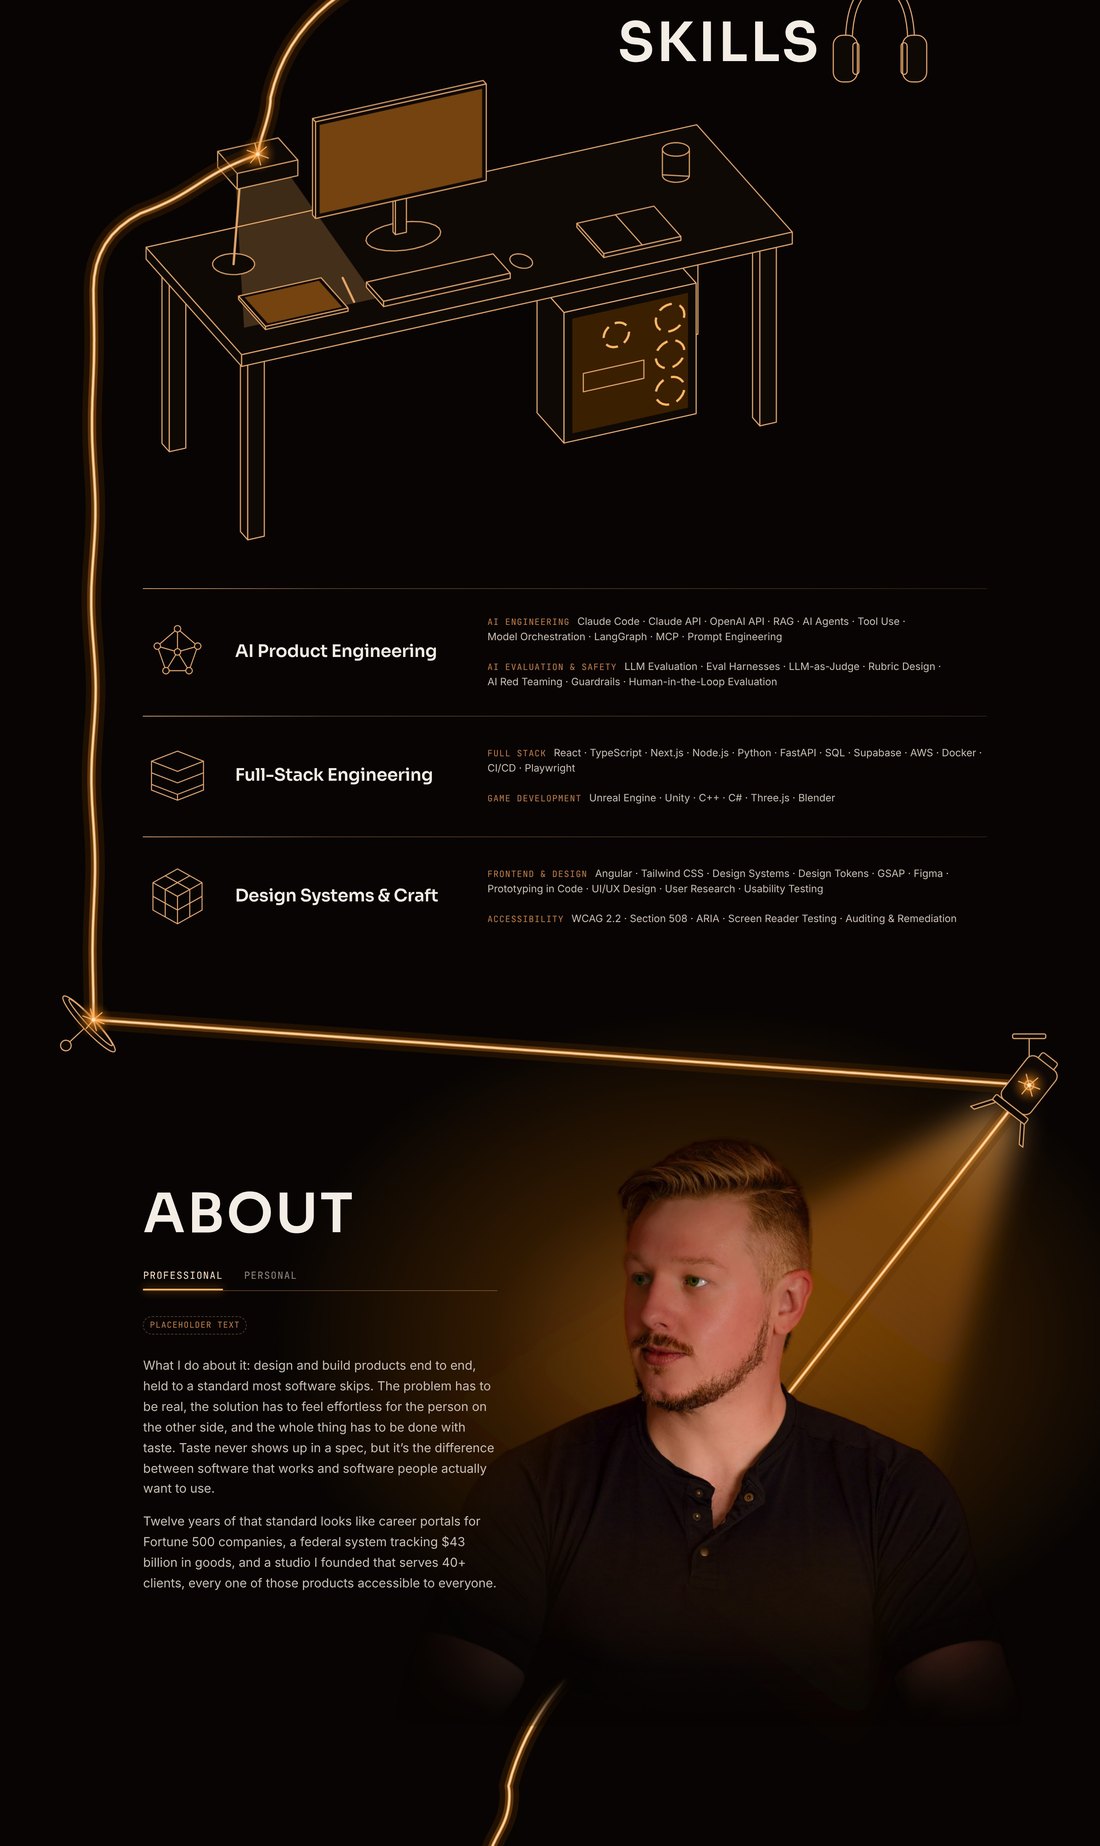 SKILLS
AI Product Engineering
AI ENGINEERING Claude Code · Claude API · OpenAI API · RAG · AI Agents · Tool Use ·
Model Orchestration · LangGraph · MCP · Prompt Engineering
AI EVALUATION & SAFETY LLM Evaluation · Eval Harnesses · LLM-as-Judge · Rubric Design ·
AI Red Teaming · Guardrails · Human-in-the-Loop Evaluation
Full-Stack Engineering
FULL STACK React · TypeScript · Next.js · Node.js · Python · FastAPI · SQL · Supabase · AWS · Docker ·
CI/CD · Playwright
GAME DEVELOPMENT Unreal Engine · Unity · C++ · C# · Three.js · Blender
Design Systems & Craft
FRONTEND & DESIGN Angular · Tailwind CSS · Design Systems · Design Tokens · GSAP · Figma ·
Prototyping in Code · UI/UX Design · User Research · Usability Testing
ACCESSIBILITY WCAG 2.2 · Section 508 · ARIA · Screen Reader Testing · Auditing & Remediation
ABOUT
PROFESSIONAL PERSONAL
PLACEHOLDER TEXT
What I do about it: design and build products end to end,
held to a standard most software skips. The problem has to
be real, the solution has to feel effortless for the person on
the other side, and the whole thing has to be done with
taste. Taste never shows up in a spec, but it’s the difference
between software that works and software people actually
want to use.
Twelve years of that standard looks like career portals for
Fortune 500 companies, a federal system tracking $43
billion in goods, and a studio I founded that serves 40+
clients, every one of those products accessible to everyone.